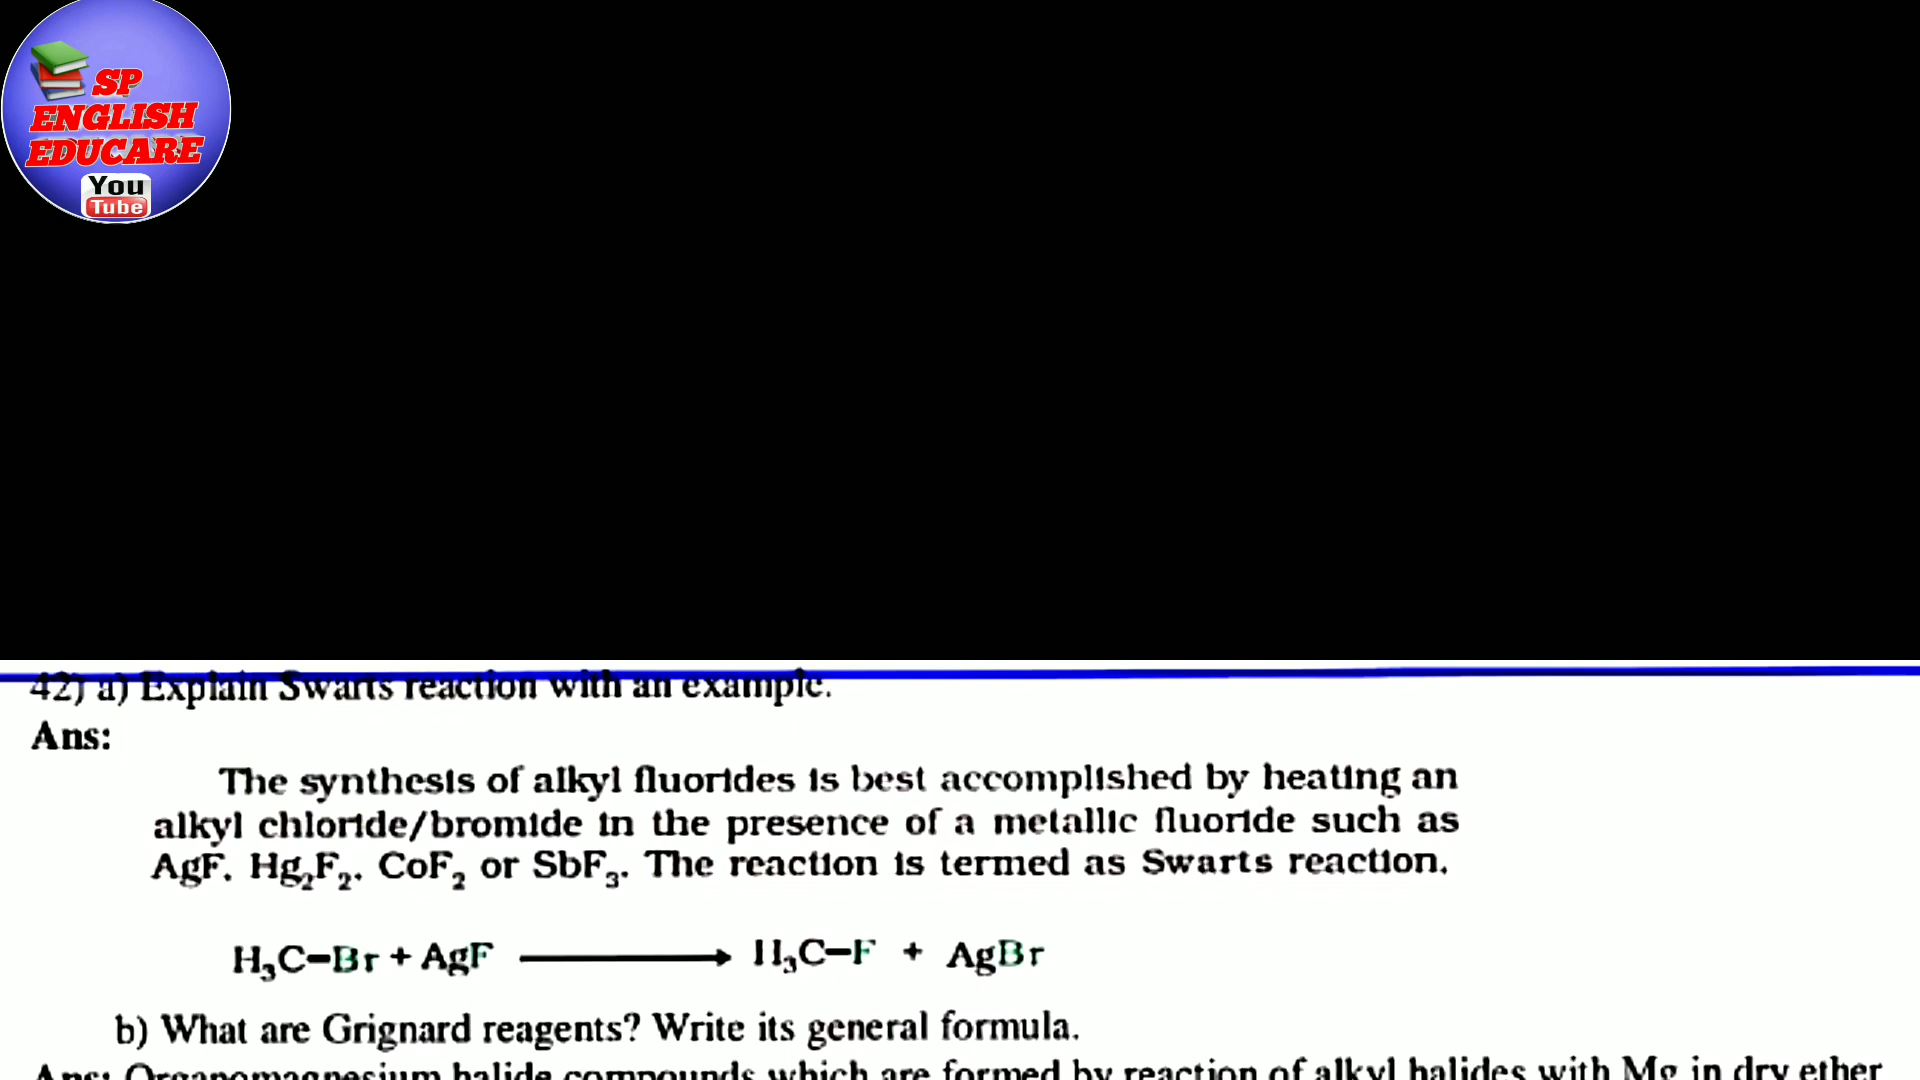 SP
ENGLISH
EDUCARE
You
Tube
42) a) Explain Swarts reaction with an example.
Ans:
The synthesis of alkyl fluorides is best accomplished by heating an
alkyl chloride/bromide in the presence of a metallic fluoride such as
AgF, Hg₂F₂, CoF₂ or SbF₃. The reaction is termed as Swarts reaction.
H₃C–Br + AgF ⟶ H₃C–F + AgBr
b) What are Grignard reagents? Write its general formula.
Ans: Organomagnesium halide compounds which are formed by reaction of alkyl halides with Mg in dry ether